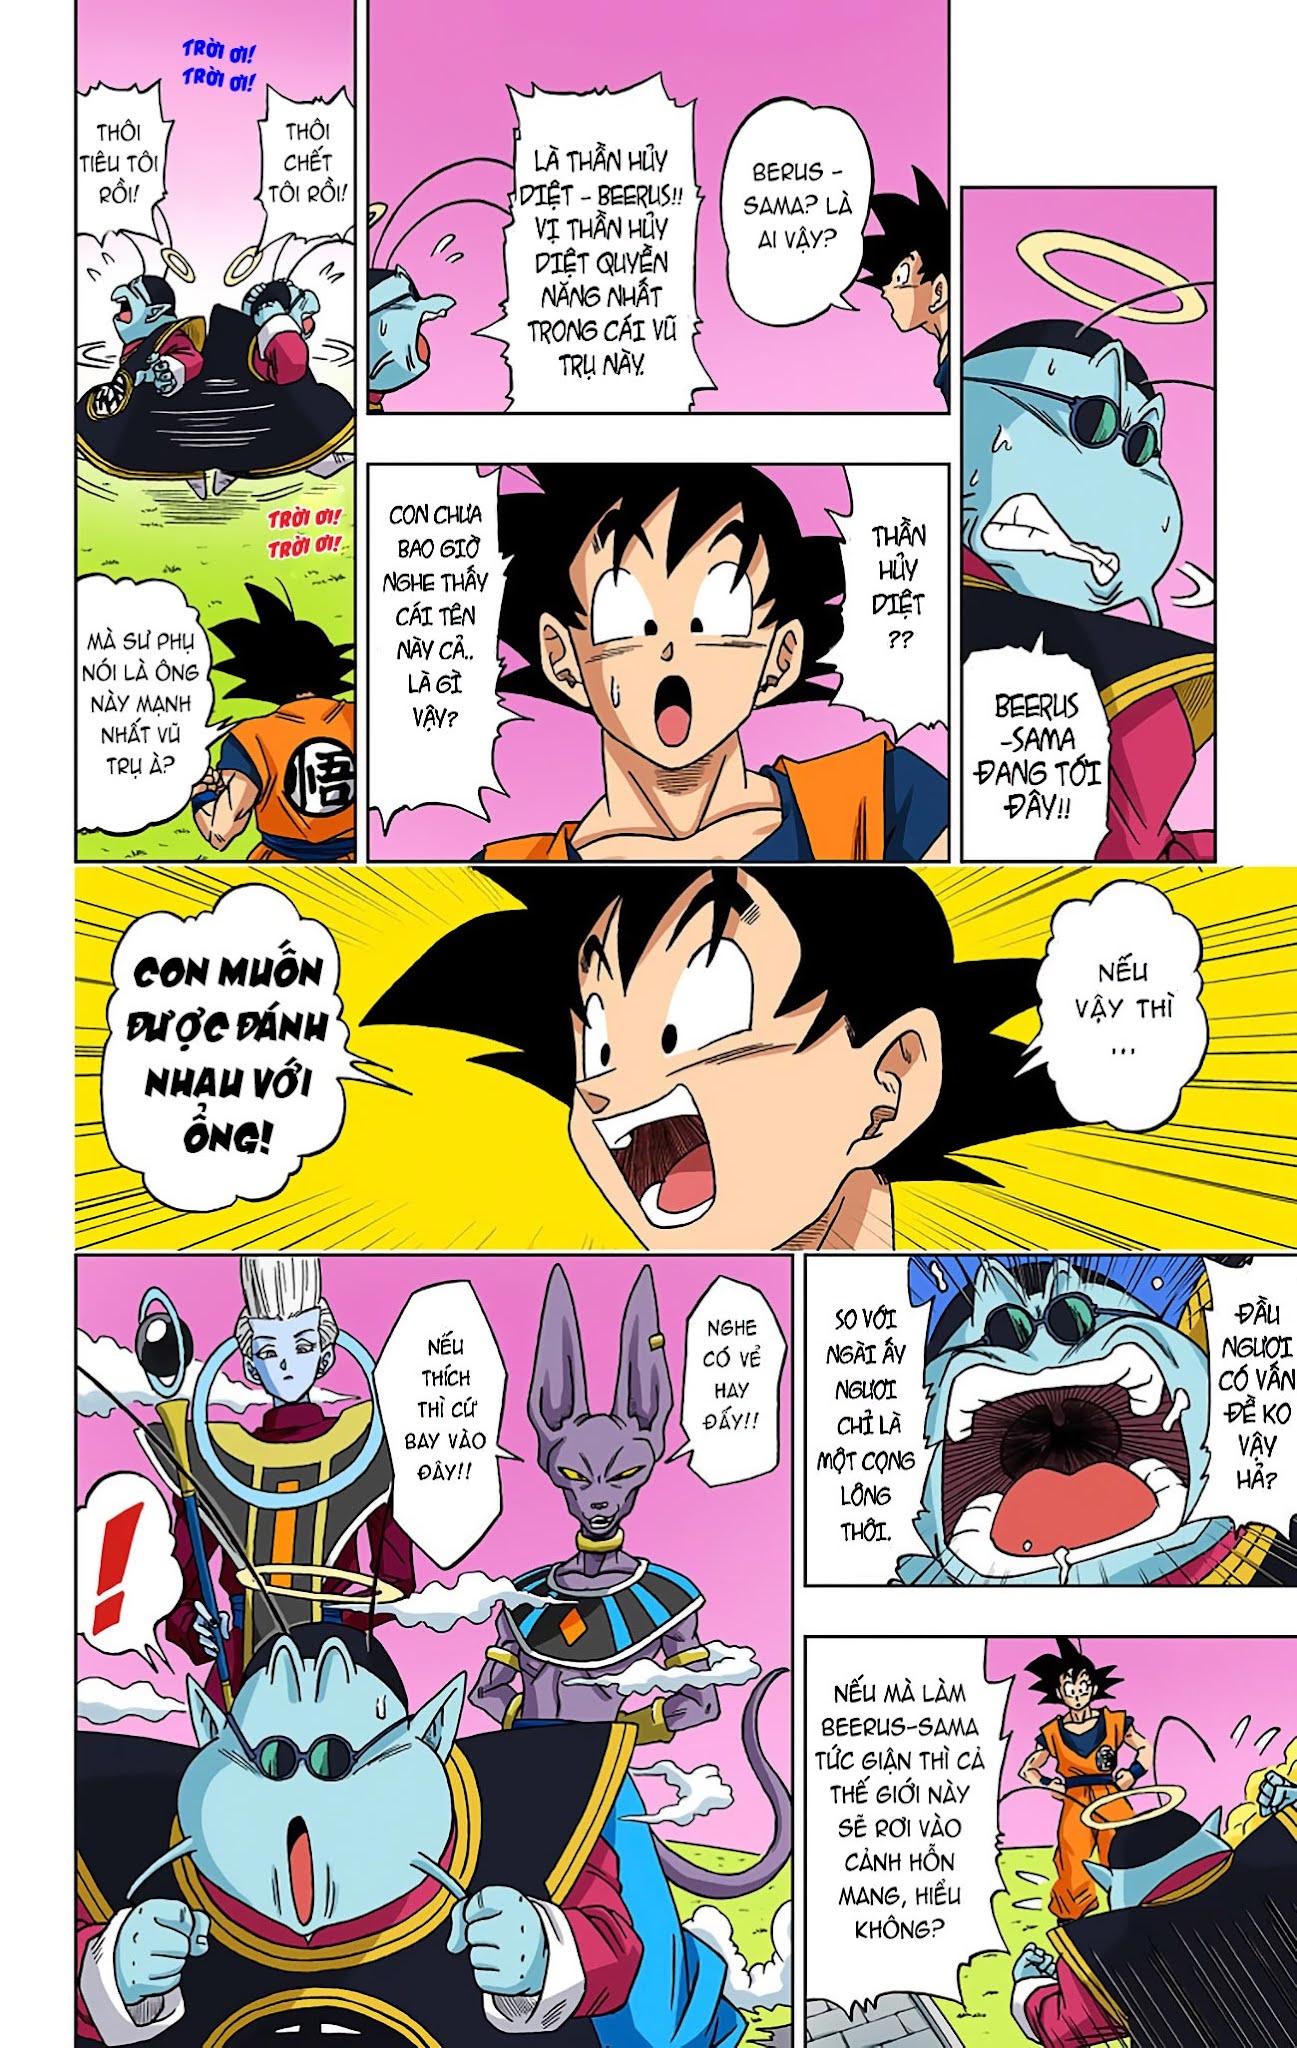 BEERUS
-SAMA
ĐANG TỚI
ĐÂY!!
BERUS -
SAMA? LÀ
AI VẬY?
LÀ THẦN HỦY
DIỆT - BEERUS!!
VỊ THẦN HỦY
DIỆT QUYỀN
NĂNG NHẤT
TRONG CÁI VŨ
TRỤ NÀY.
THẦN
HỦY
DIỆT
??
CON CHƯA
BAO GIỜ
NGHE THẤY
CÁI TÊN
NÀY CẢ..
LÀ GÌ
VẬY?
TRỜI ƠI!
TRỜI ƠI!
THÔI
CHẾT
TÔI RỒI!
THÔI
TIÊU TÔI
RỒI!
TRỜI ƠI!
TRỜI ƠI!
MÀ SƯ PHỤ
NÓI LÀ ÔNG
NÀY MẠNH
NHẤT VŨ
TRỤ À?
悟
NẾU
VẬY THÌ
...
CON MUỐN
ĐƯỢC ĐÁNH
NHAU VỚI
ỔNG!
ĐẦU
NGƯƠI
CÓ VẤN
ĐỀ KO
VẬY
HẢ?
SO VỚI
NGÀI ẤY
NGƯƠI
CHỈ LÀ
MỘT CỌNG
LÔNG
THÔI.
NẾU MÀ LÀM
BEERUS-SAMA
TỨC GIẬN THÌ CẢ
THẾ GIỚI NÀY
SẼ RƠI VÀO
CẢNH HỖN
MANG, HIỂU
KHÔNG?
NGHE
CÓ VẺ
HAY
ĐẤY!!
NẾU
THÍCH
THÌ CỨ
BAY VÀO
ĐÂY!!
!